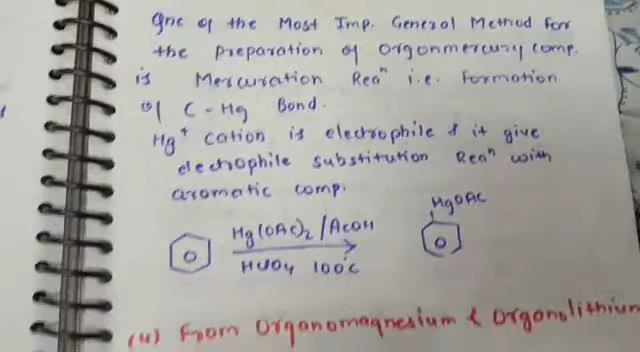 One of the Most Imp. General Method For
the preparation of orgonmercury comp.
is Mercuration Reaⁿ i.e. Formation
of C-Hg Bond.
Hg⁺ cation is electrophile & it give
electrophile substitution Reaⁿ with
aromatic comp.
HgOAC
Hg(OAC)₂/ACOH
HClO4 100°C
(4) From Organomagnesium & Organolithium